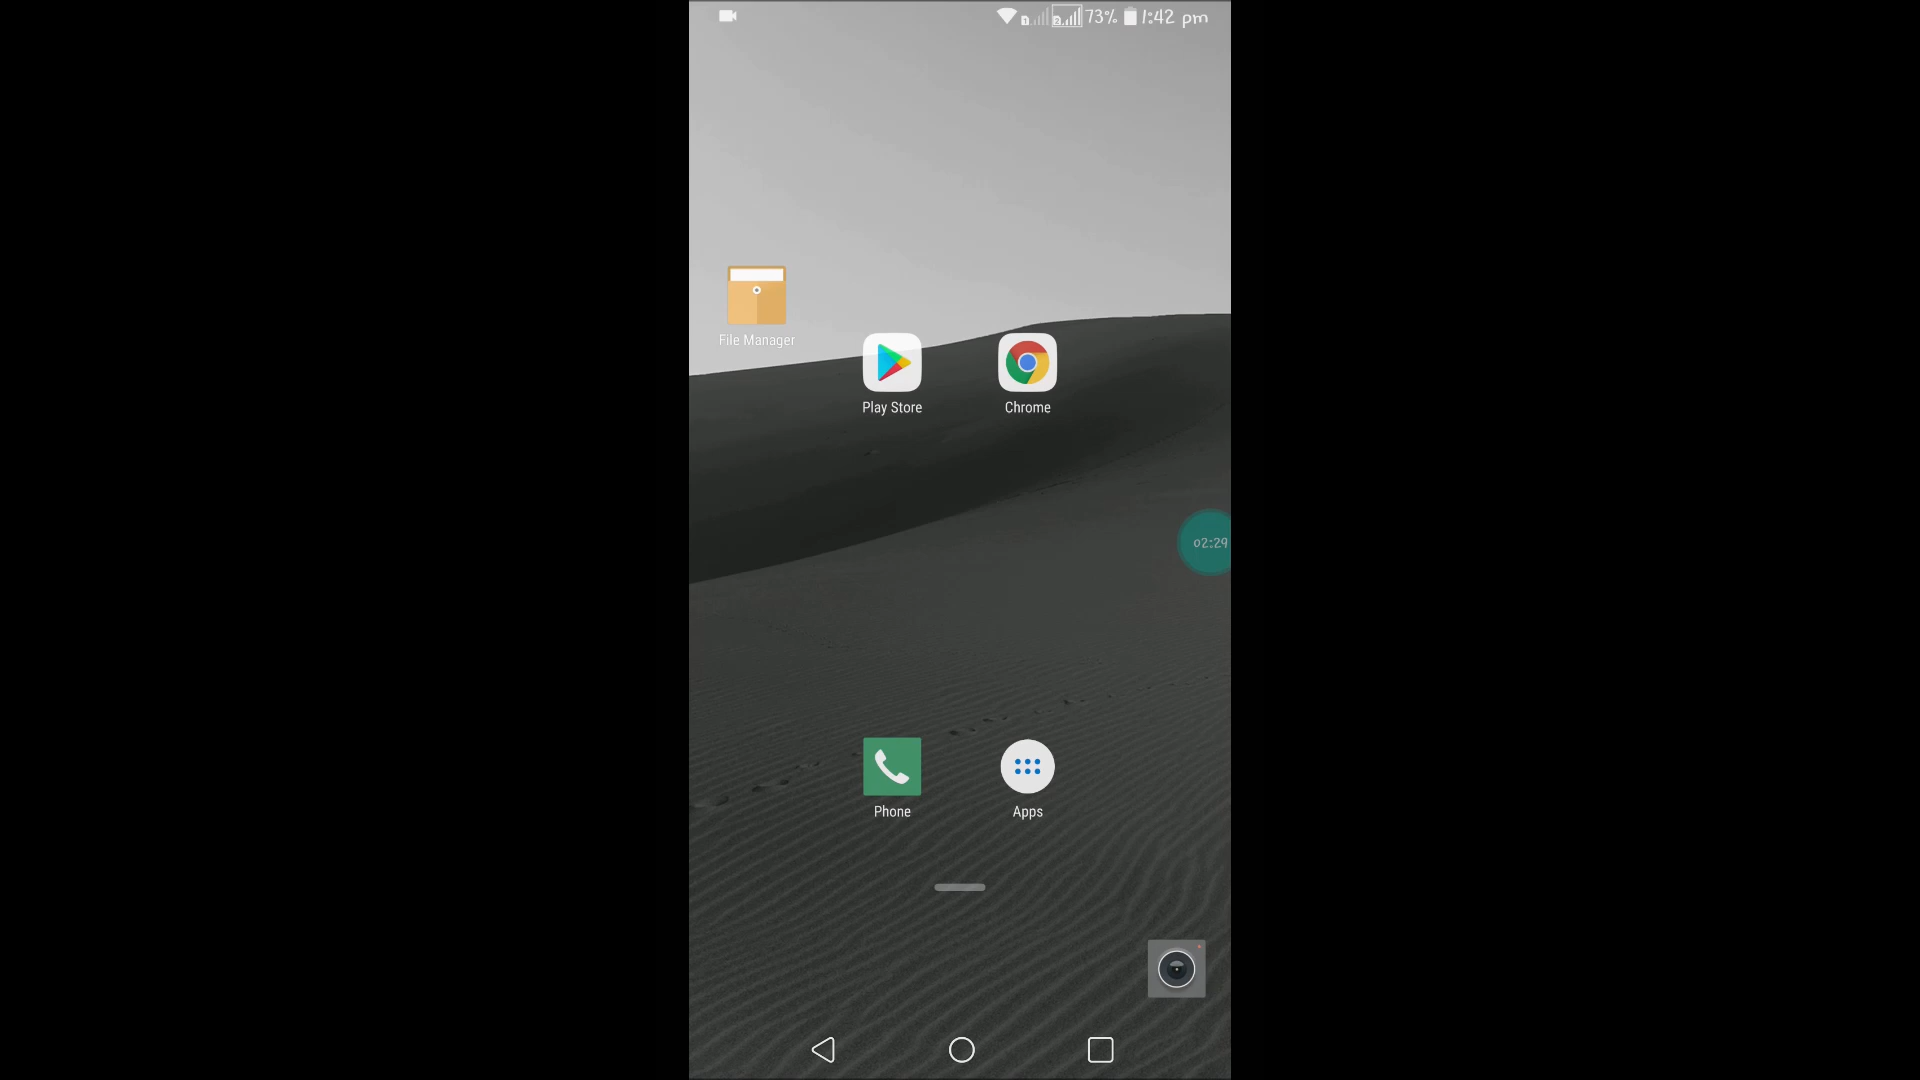 73% 1:42 pm
File Manager
Play Store
Chrome
02:29
Phone
Apps